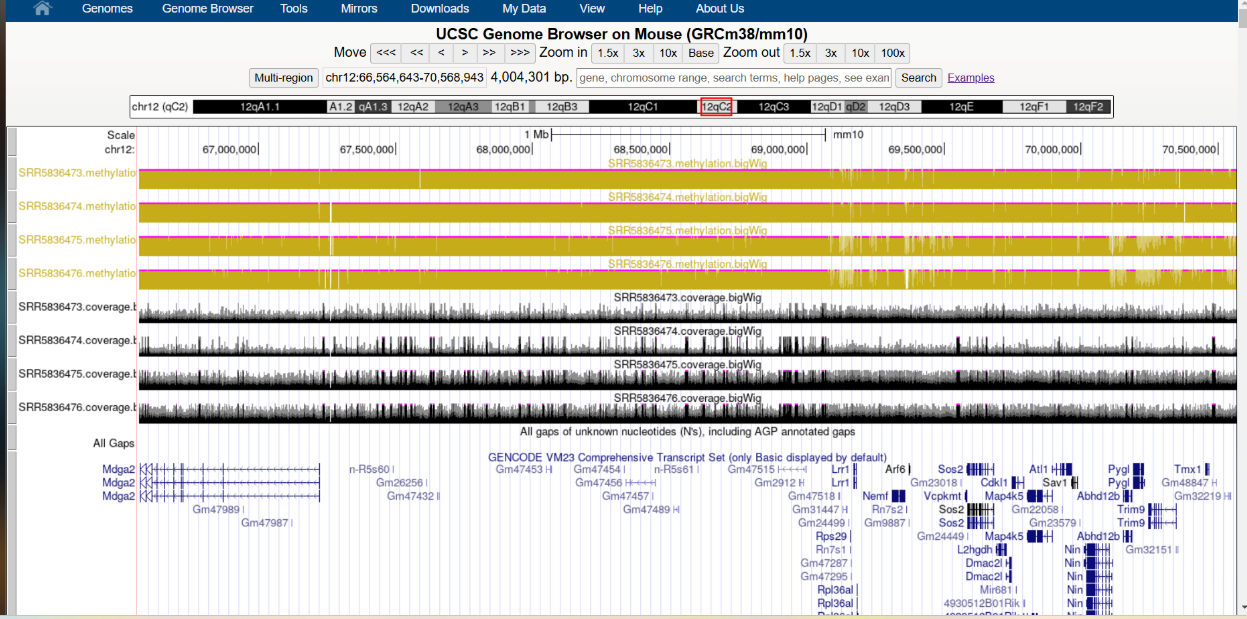 Genomes Genome Browser Tools Mirrors Downloads My Data View Help About Us
UCSC Genome Browser on Mouse (GRCm38/mm10)
Move <<< << < > >> >>> Zoom in 1.5x 3x 10x Base Zoom out 1.5x 3x 10x 100x
Multi-region chr12:66,564,643-70,568,943 4,004,301 bp. gene, chromosome range, search terms, help pages, see exan Search Examples
chr12 (qC2) 12qA1.1 A1.2 qA1.3 12qA2 12qA3 12qB1 12qB3 12qC1 12qC2 12qC3 12qD1 qD2 12qD3 12qE 12qF1 12qF2
Scale 1 Mb mm10
chr12: 67,000,000 67,500,000 68,000,000 68,500,000 69,000,000 69,500,000 70,000,000 70,500,000
SRR5836473.methylation.bigWig
SRR5836473.methylatio
SRR5836474.methylation.bigWig
SRR5836474.methylatio
SRR5836475.methylation.bigWig
SRR5836475.methylatio
SRR5836476.methylation.bigWig
SRR5836476.methylatio
SRR5836473.coverage.bigWig
SRR5836473.coverage.b
SRR5836474.coverage.bigWig
SRR5836474.coverage.b
SRR5836475.coverage.bigWig
SRR5836475.coverage.b
SRR5836476.coverage.bigWig
SRR5836476.coverage.b
All gaps of unknown nucleotides (N's), including AGP annotated gaps
All Gaps
GENCODE VM23 Comprehensive Transcript Set (only Basic displayed by default)
Mdga2 n-R5s60 Gm47453 Gm47454 n-R5s61 Gm47515 Lrr1 Arf6 Sos2 Atl1 Pygl Tmx1
Mdga2 Gm26256 Gm47456 Gm2912 Lrr1 Gm23018 Cdkl1 Sav1 Pygl Gm48847
Mdga2 Gm47432 Gm47457 Gm47518 Nemf Vcpkmt Map4k5 Abhd12b Gm32219
Gm47989 Gm47489 Gm31447 Rn7s2 Sos2 Gm22058 Trim9
Gm47987 Gm24499 Gm9887 Sos2 Gm23579 Trim9
Rps29 Gm24449 Map4k5 Abhd12b
Rn7s1 L2hgdh Nin Gm32151
Gm47287 Dmac2l Nin
Gm47295 Dmac2l Nin
Rpl36al Mir681 Nin
Rpl36al 4930512B01Rik Nin